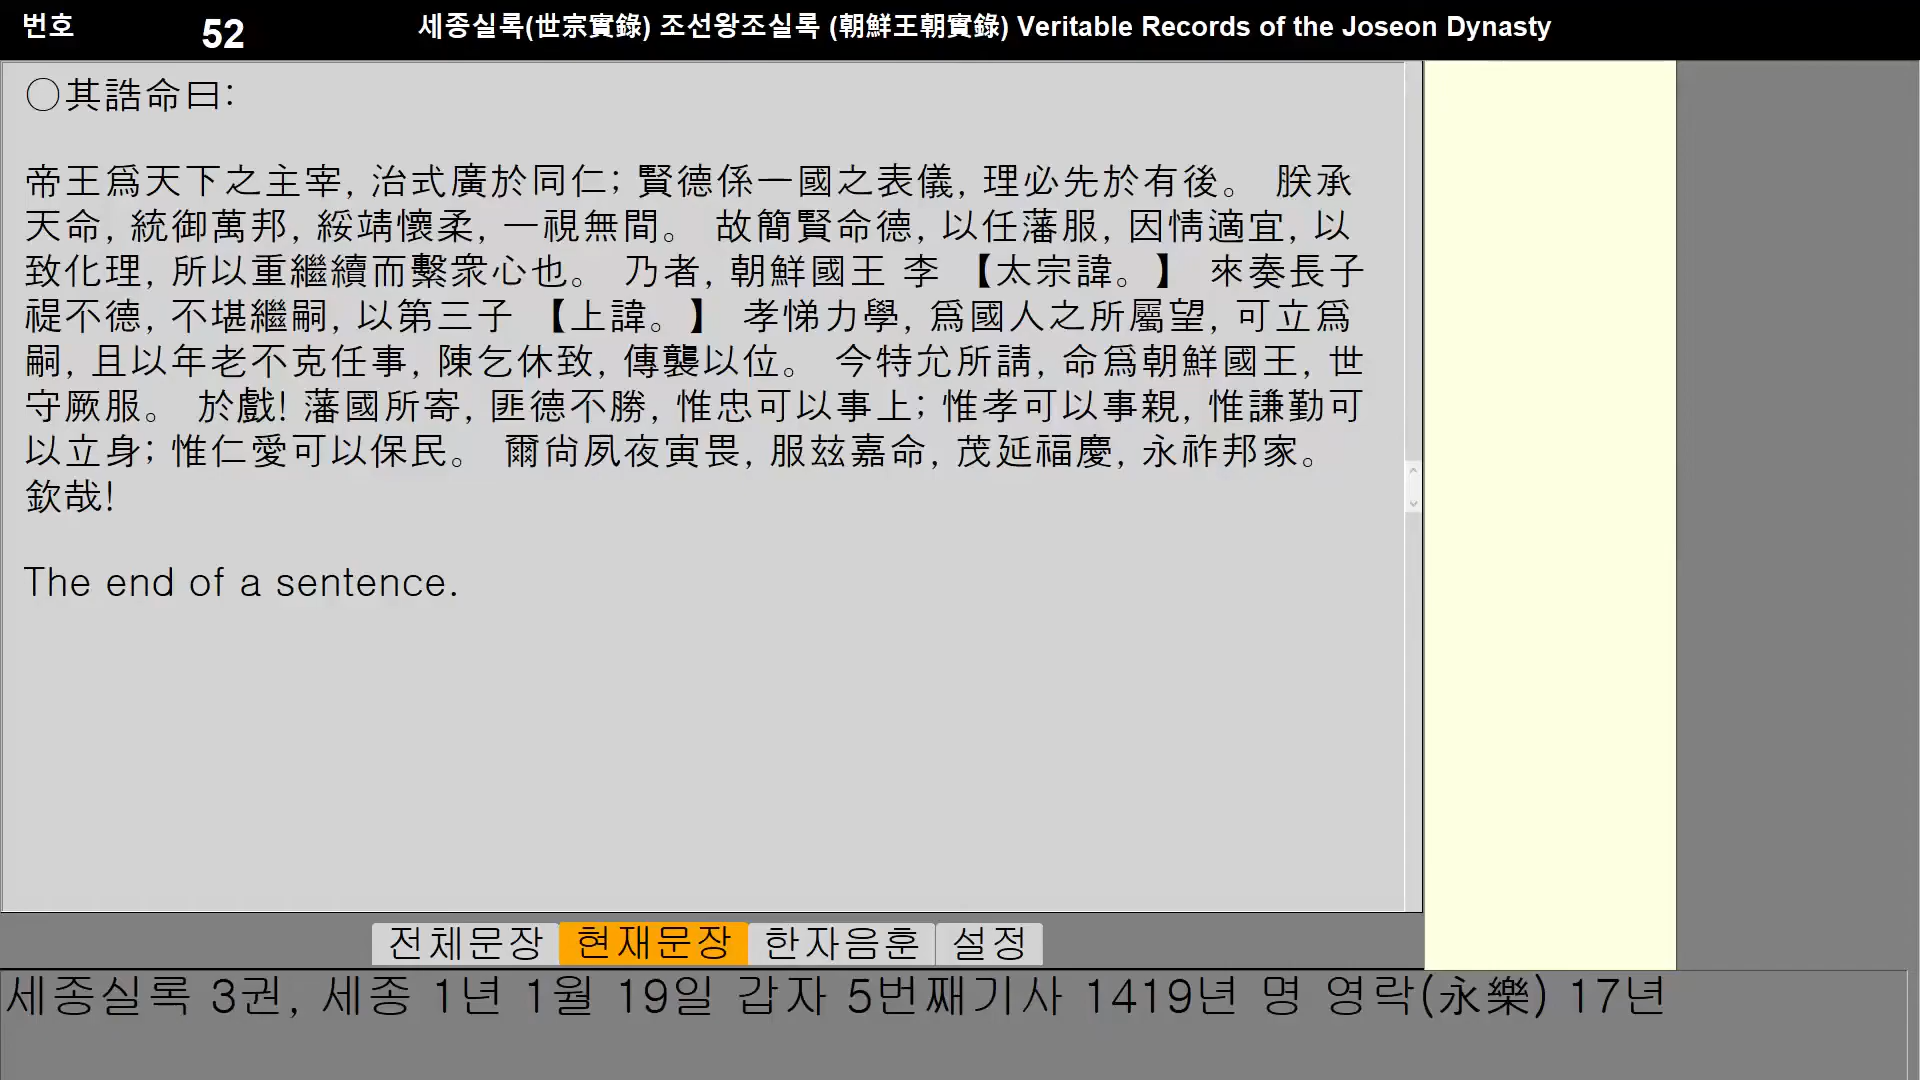 번호
52
세종실록(世宗實錄) 조선왕조실록 (朝鮮王朝實錄) Veritable Records of the Joseon Dynasty
○其誥命曰:
帝王爲天下之主宰, 治式廣於同仁; 賢德係一國之表儀, 理必先於有後。 朕承
天命, 統御萬邦, 綏靖懷柔, 一視無間。 故簡賢命德, 以任藩服, 因情適宜, 以
致化理, 所以重繼續而繫衆心也。 乃者, 朝鮮國王 李 【太宗諱。】 來奏長子
禔不德, 不堪繼嗣, 以第三子 【上諱。】 孝悌力學, 爲國人之所屬望, 可立爲
嗣, 且以年老不克任事, 陳乞休致, 傳襲以位。 今特允所請, 命爲朝鮮國王, 世
守厥服。 於戲! 藩國所寄, 匪德不勝, 惟忠可以事上; 惟孝可以事親, 惟謙勤可
以立身; 惟仁愛可以保民。 爾尙夙夜寅畏, 服玆嘉命, 茂延福慶, 永祚邦家。
欽哉!
The end of a sentence.
전체문장 현재문장 한자음훈 설정
세종실록 3권, 세종 1년 1월 19일 갑자 5번째기사 1419년 명 영락(永樂) 17년